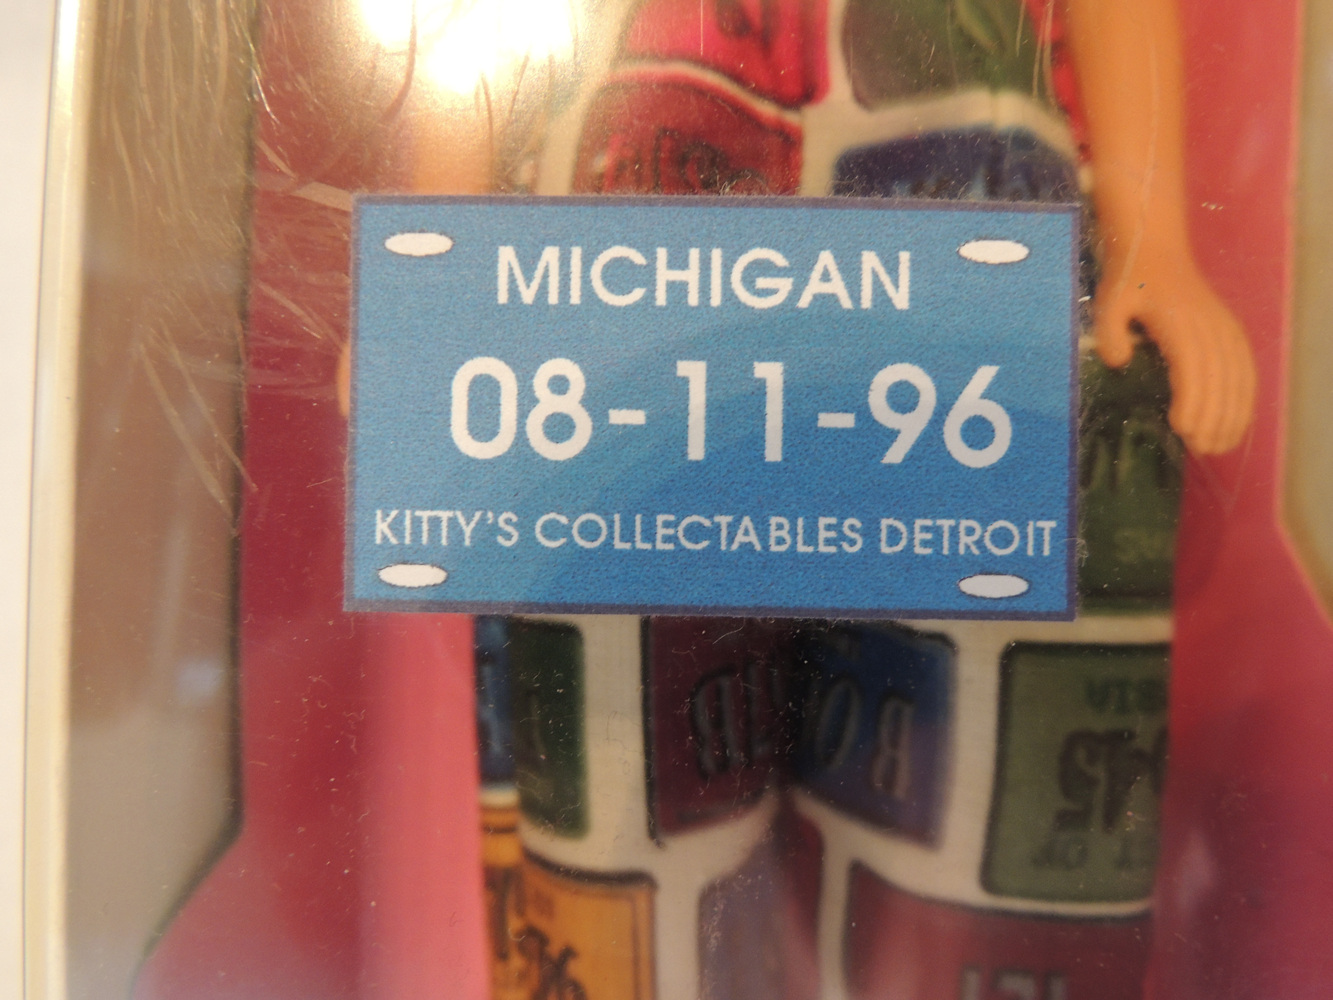 MICHIGAN
08-11-96
KITTY'S COLLECTABLES DETROIT